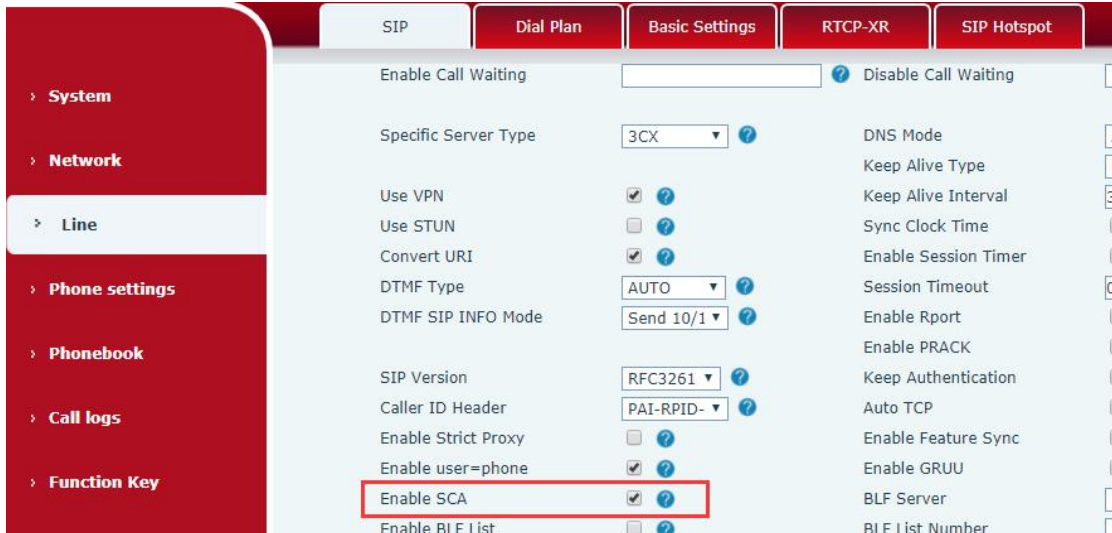 SIP
Dial Plan
Basic Settings
RTCP-XR
SIP Hotspot
› System
› Network
› Line
› Phone settings
› Phonebook
› Call logs
› Function Key
Enable Call Waiting ? Disable Call Waiting
Specific Server Type 3CX ? DNS Mode
Keep Alive Type
Use VPN ? Keep Alive Interval 3
Use STUN ? Sync Clock Time
Convert URI ? Enable Session Timer
DTMF Type AUTO ? Session Timeout 0
DTMF SIP INFO Mode Send 10/1 ? Enable Rport
Enable PRACK
SIP Version RFC3261 ? Keep Authentication
Caller ID Header PAI-RPID- ? Auto TCP
Enable Strict Proxy ? Enable Feature Sync
Enable user=phone ? Enable GRUU
Enable SCA ? BLF Server
Enable BLF List ? BLF List Number